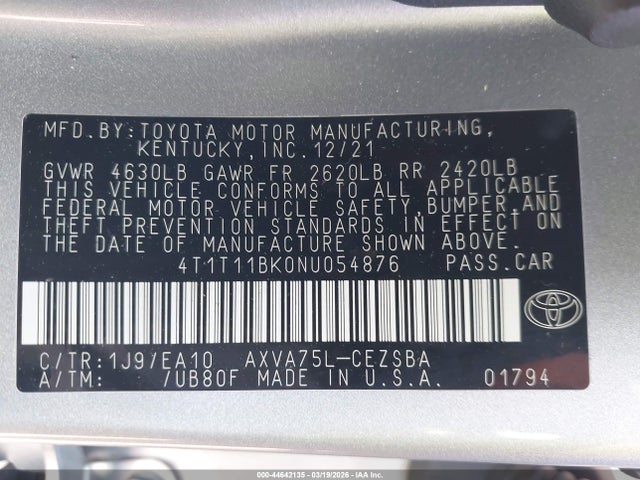 MFD.BY:TOYOTA MOTOR MANUFACTURING,
KENTUCKY,INC.12/21
GVWR 4630LB GAWR FR 2620LB RR 2420LB
THIS VEHICLE CONFORMS TO ALL APPLICABLE
FEDERAL MOTOR VEHICLE SAFETY,BUMPER,AND
THEFT PREVENTION STANDARDS IN EFFECT ON
THE DATE OF MANUFACTURE SHOWN ABOVE.
4T1T11BK0NU054876 PASS.CAR
C/TR:1J9/EA10 AXVA75L-CEZSBA
A/TM: /UB80F MADE IN U.S.A. 01794
000-44642135 - 03/19/2026 - IAA Inc.